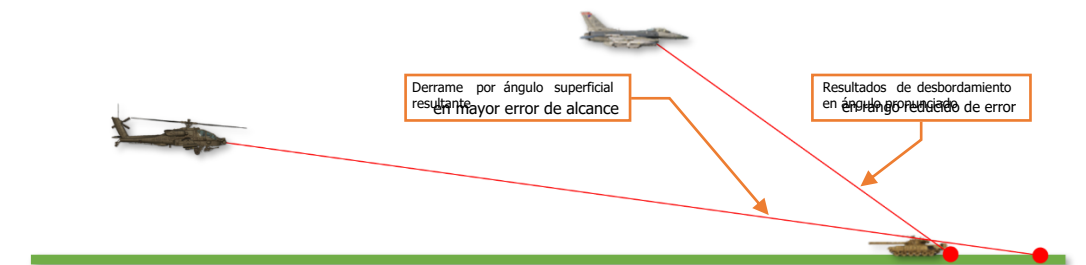 Derrame por ángulo superficial
resultante
en mayor error de alcance
Resultados de desbordamiento
en ángulo pronunciado
en rango reducido de error